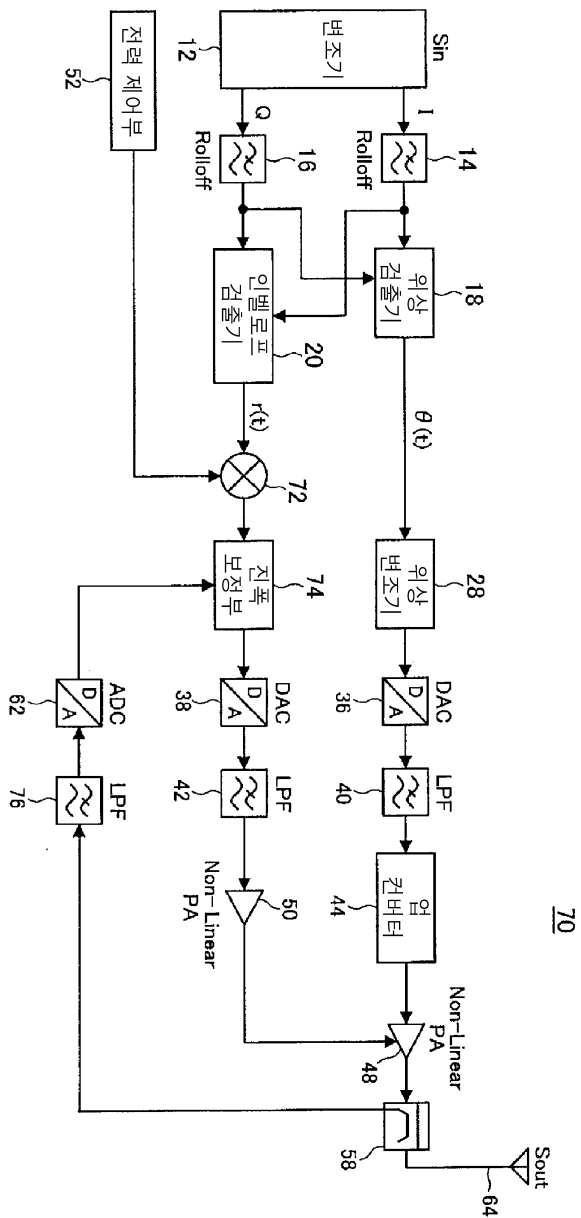 70
Sin
변조기
12
I
Rolloff
14
Q
Rolloff
16
위상
검출기
18
인벨로프
검출기
20
θ(t)
r(t)
전력 제어부
52
72
위상
변조기
28
진폭
보정부
74
DAC
D
A
36
DAC
D
A
38
ADC
D
A
62
LPF
40
LPF
42
LPF
76
업
컨버터
44
Non-Linear
PA
50
Non-Linear
PA
48
58
Sout
64